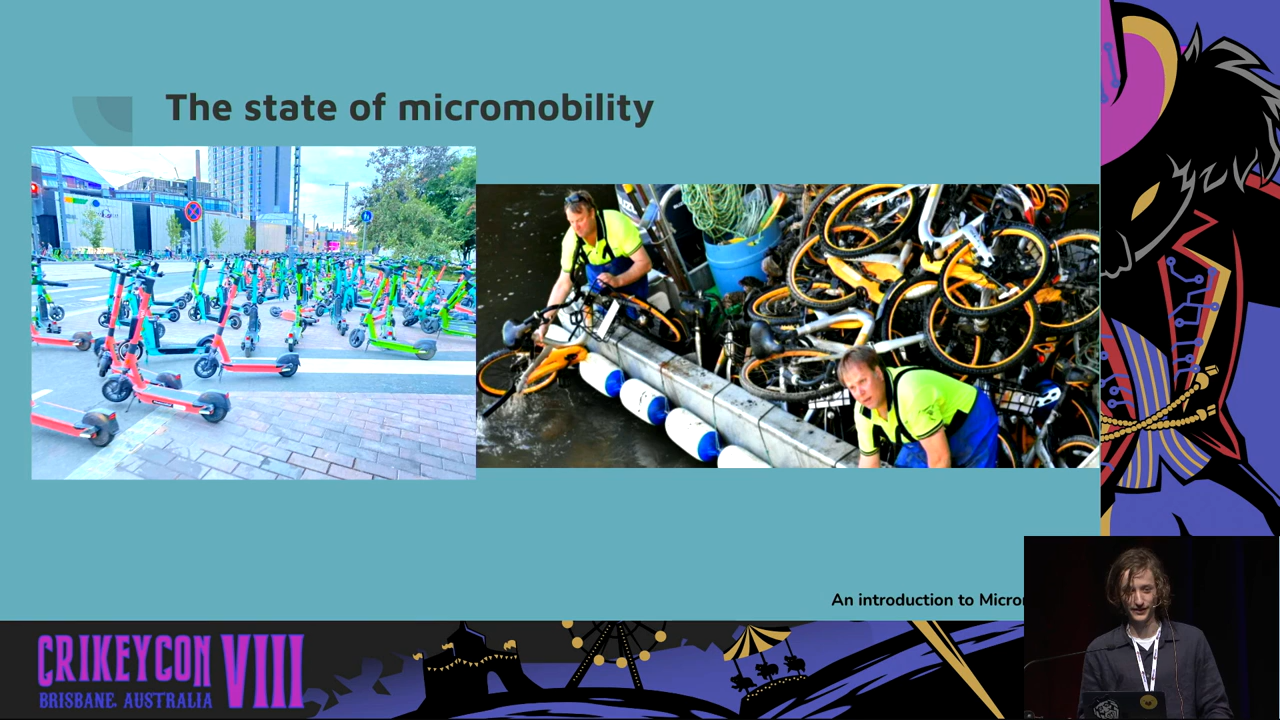 The state of micromobility
An introduction to Micro
CRIKEYCON VIII
BRISBANE, AUSTRALIA